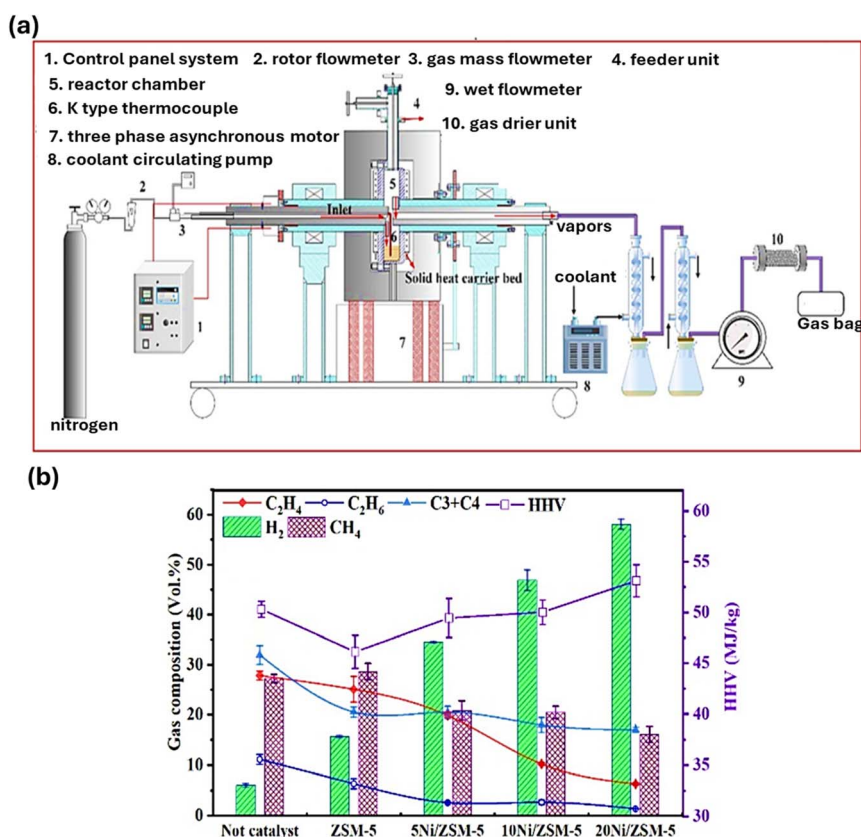 (a)
1. Control panel system 2. rotor flowmeter 3. gas mass flowmeter 4. feeder unit
5. reactor chamber
9. wet flowmeter
6. K type thermocouple
10. gas drier unit
7. three phase asynchronous motor
8. coolant circulating pump
4
2
5
10
3
Inlet
vapors
6
Solid heat carrier bed
coolant
Gas bag
1
7
8
9
nitrogen
(b)
C₂H₄ C₂H₆ C3+C4 HHV
H₂ CH₄
Gas composition (Vol.%)
60
50
40
30
20
10
0
HHV (MJ/kg)
60
55
50
45
40
35
30
Not catalyst ZSM-5 5Ni/ZSM-5 10Ni/ZSM-5 20Ni/ZSM-5